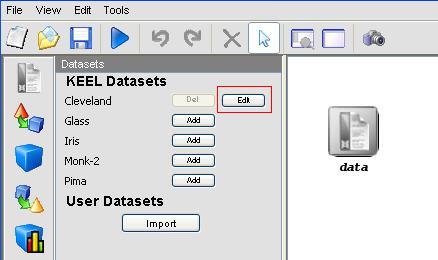 File View Edit Tools
Datasets
KEEL Datasets
Cleveland Del Edit
Glass Add
Iris Add
Monk-2 Add
Pima Add
User Datasets
Import
data